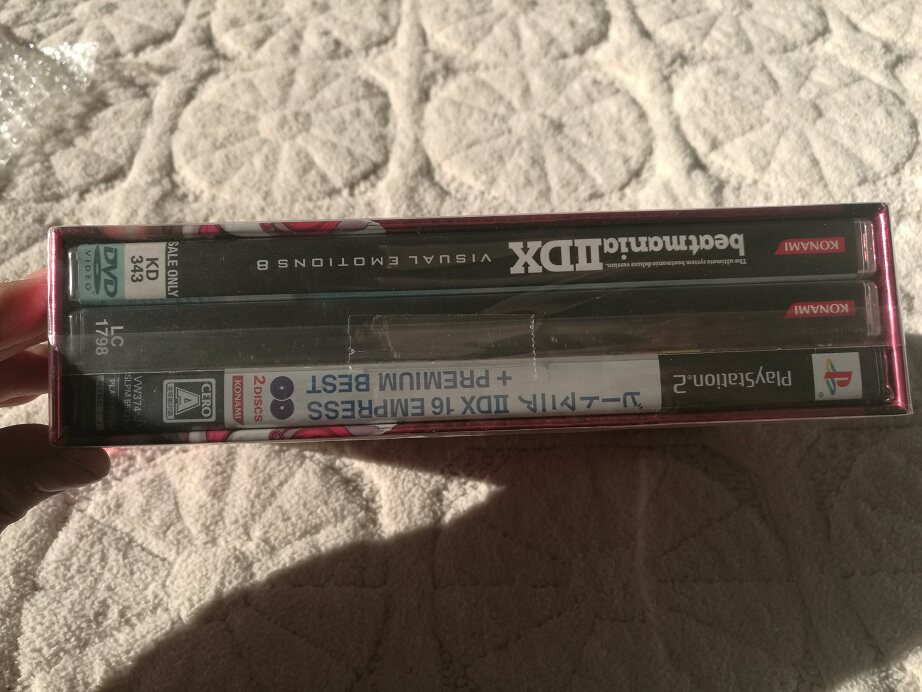 DVD
VIDEO
KD
343
SALE ONLY
VISUAL EMOTIONS 8
beatmania IIDX
The ultimate system beatmania deluxe version.
KONAMI
LC
1798
KONAMI
PlayStation®2
ビートマニア IIDX 16 EMPRESS
+ PREMIUM BEST
2 DISCS
KONAMI
CERO
A
VW374